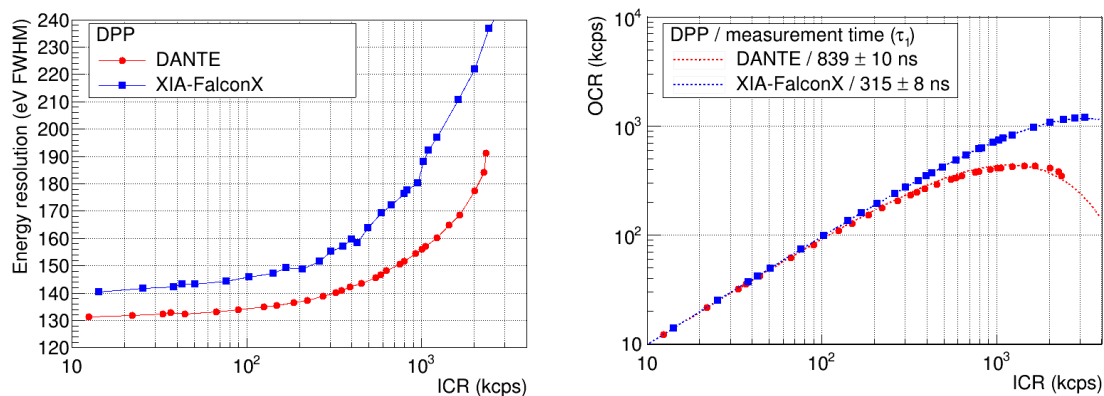 DPP
DANTE
XIA-FalconX
Energy resolution (eV FWHM)
240
230
220
210
200
190
180
170
160
150
140
130
120
10
10²
10³
ICR (kcps)
DPP / measurement time (τ₁)
DANTE / 839 ± 10 ns
XIA-FalconX / 315 ± 8 ns
OCR (kcps)
10⁴
10³
10²
10
10
10²
10³
ICR (kcps)